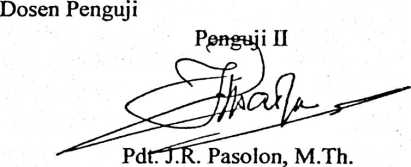 Dosen Penguji
Penguji II
Pdt. J.R. Pasolon, M.Th.